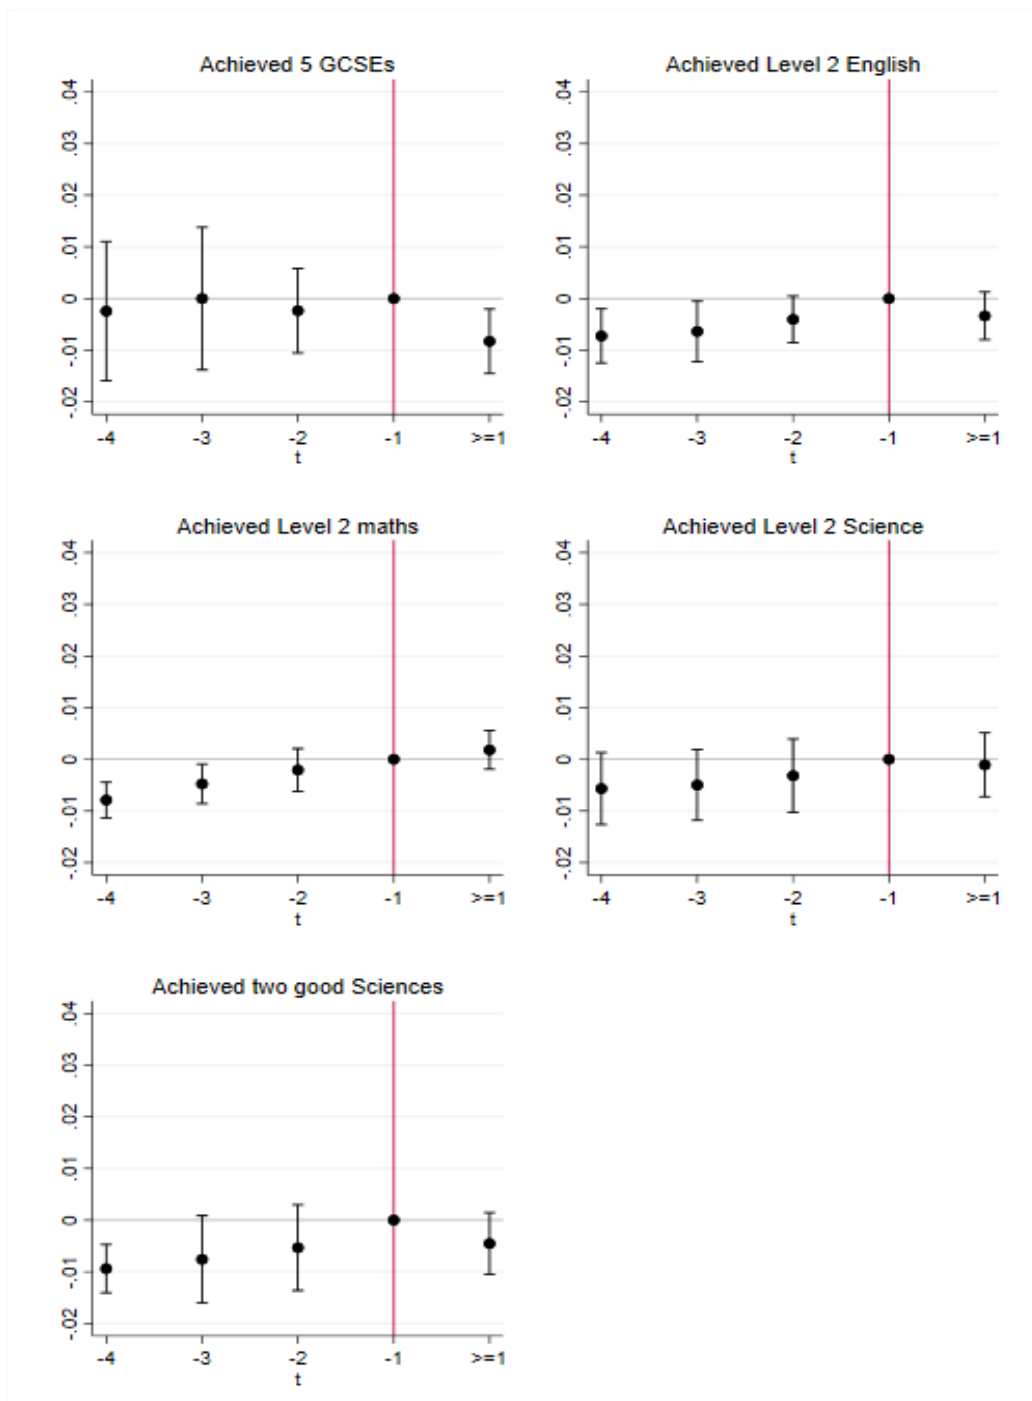 Achieved 5 GCSEs
.04
.03
.02
.01
0
-.01
-.02
-4 -3 -2 -1 >=1
t
Achieved Level 2 English
.04
.03
.02
.01
0
-.01
-.02
-4 -3 -2 -1 >=1
t
Achieved Level 2 maths
.04
.03
.02
.01
0
-.01
-.02
-4 -3 -2 -1 >=1
t
Achieved Level 2 Science
.04
.03
.02
.01
0
-.01
-.02
-4 -3 -2 -1 >=1
t
Achieved two good Sciences
.04
.03
.02
.01
0
-.01
-.02
-4 -3 -2 -1 >=1
t